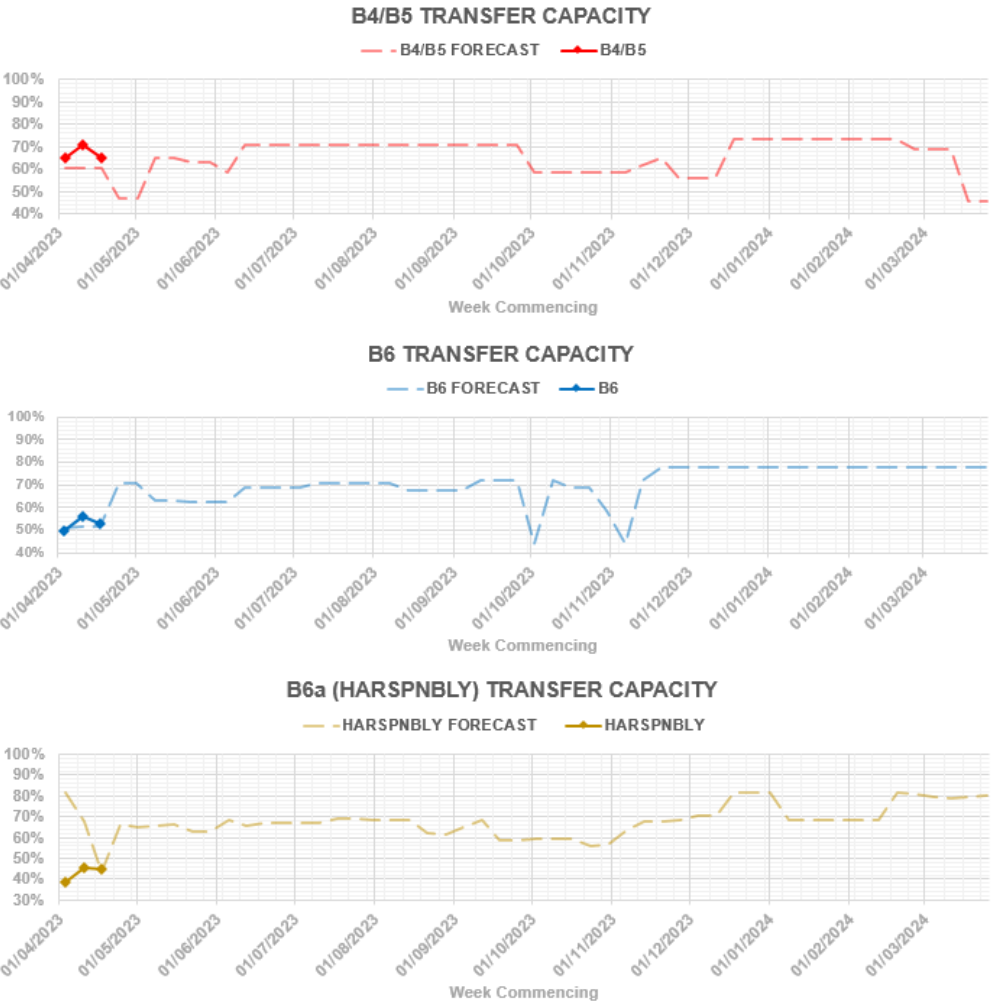 B4/B5 TRANSFER CAPACITY
B4/B5 FORECAST B4/B5
100%
90%
80%
70%
60%
50%
40%
01/04/2023 01/05/2023 01/06/2023 01/07/2023 01/08/2023 01/09/2023 01/10/2023 01/11/2023 01/12/2023 01/01/2024 01/02/2024 01/03/2024
Week Commencing
B6 TRANSFER CAPACITY
B6 FORECAST B6
100%
90%
80%
70%
60%
50%
40%
01/04/2023 01/05/2023 01/06/2023 01/07/2023 01/08/2023 01/09/2023 01/10/2023 01/11/2023 01/12/2023 01/01/2024 01/02/2024 01/03/2024
Week Commencing
B6a (HARSPNBLY) TRANSFER CAPACITY
HARSPNBLY FORECAST HARSPNBLY
100%
90%
80%
70%
60%
50%
40%
30%
01/04/2023 01/05/2023 01/06/2023 01/07/2023 01/08/2023 01/09/2023 01/10/2023 01/11/2023 01/12/2023 01/01/2024 01/02/2024 01/03/2024
Week Commencing